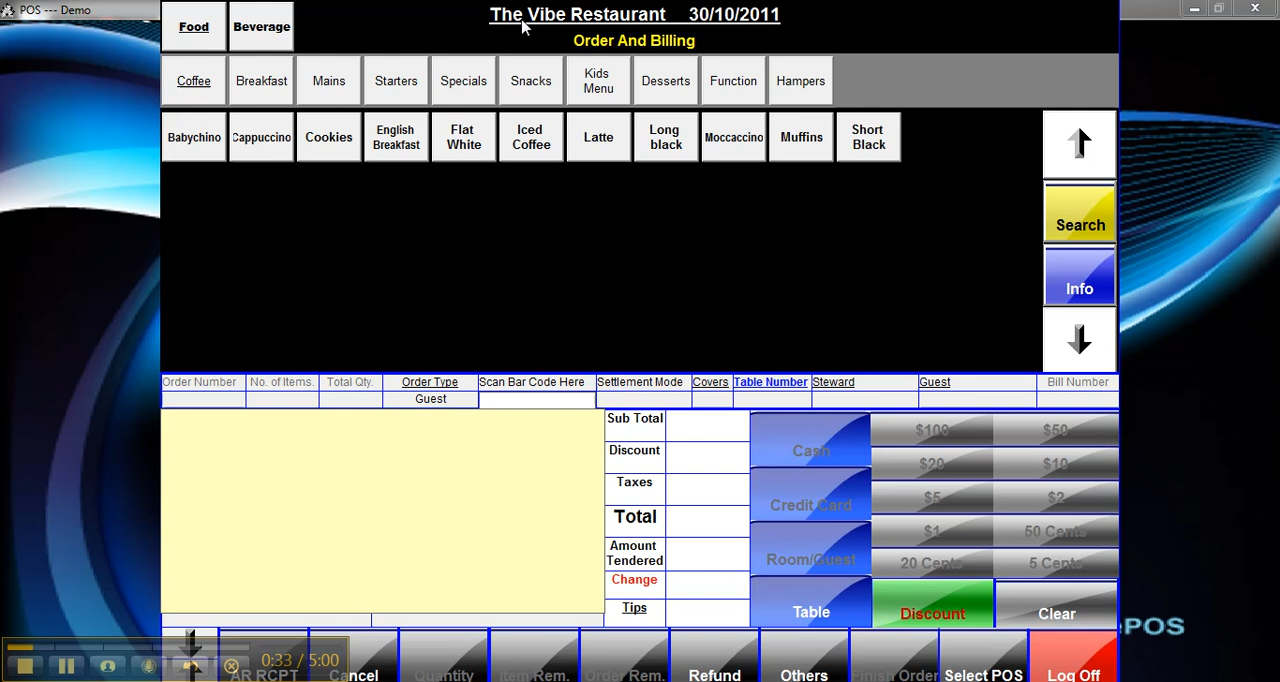 POS --- Demo
Food
Beverage
The Vibe Restaurant 30/10/2011
Order And Billing
Coffee
Breakfast
Mains
Starters
Specials
Snacks
Kids
Menu
Desserts
Function
Hampers
Babychino
Cappuccino
Cookies
English
Breakfast
Flat
White
Iced
Coffee
Latte
Long
black
Moccaccino
Muffins
Short
Black
Search
Info
Order Number
No. of Items.
Total Qty.
Order Type
Scan Bar Code Here
Settlement Mode
Covers
Table Number
Steward
Guest
Bill Number
Guest
Sub Total
Discount
Taxes
Total
Amount
Tendered
Change
Tips
Cash
Credit Card
Room/Guest
Table
$100
$50
$20
$10
$5
$2
$1
50 Cents
20 Cents
5 Cents
Discount
Clear
ePOS
0:33 / 5:00
AR RCPT
Cancel
Quantity
Item Rem.
Order Rem.
Refund
Others
Finish Order
Select POS
Log Off